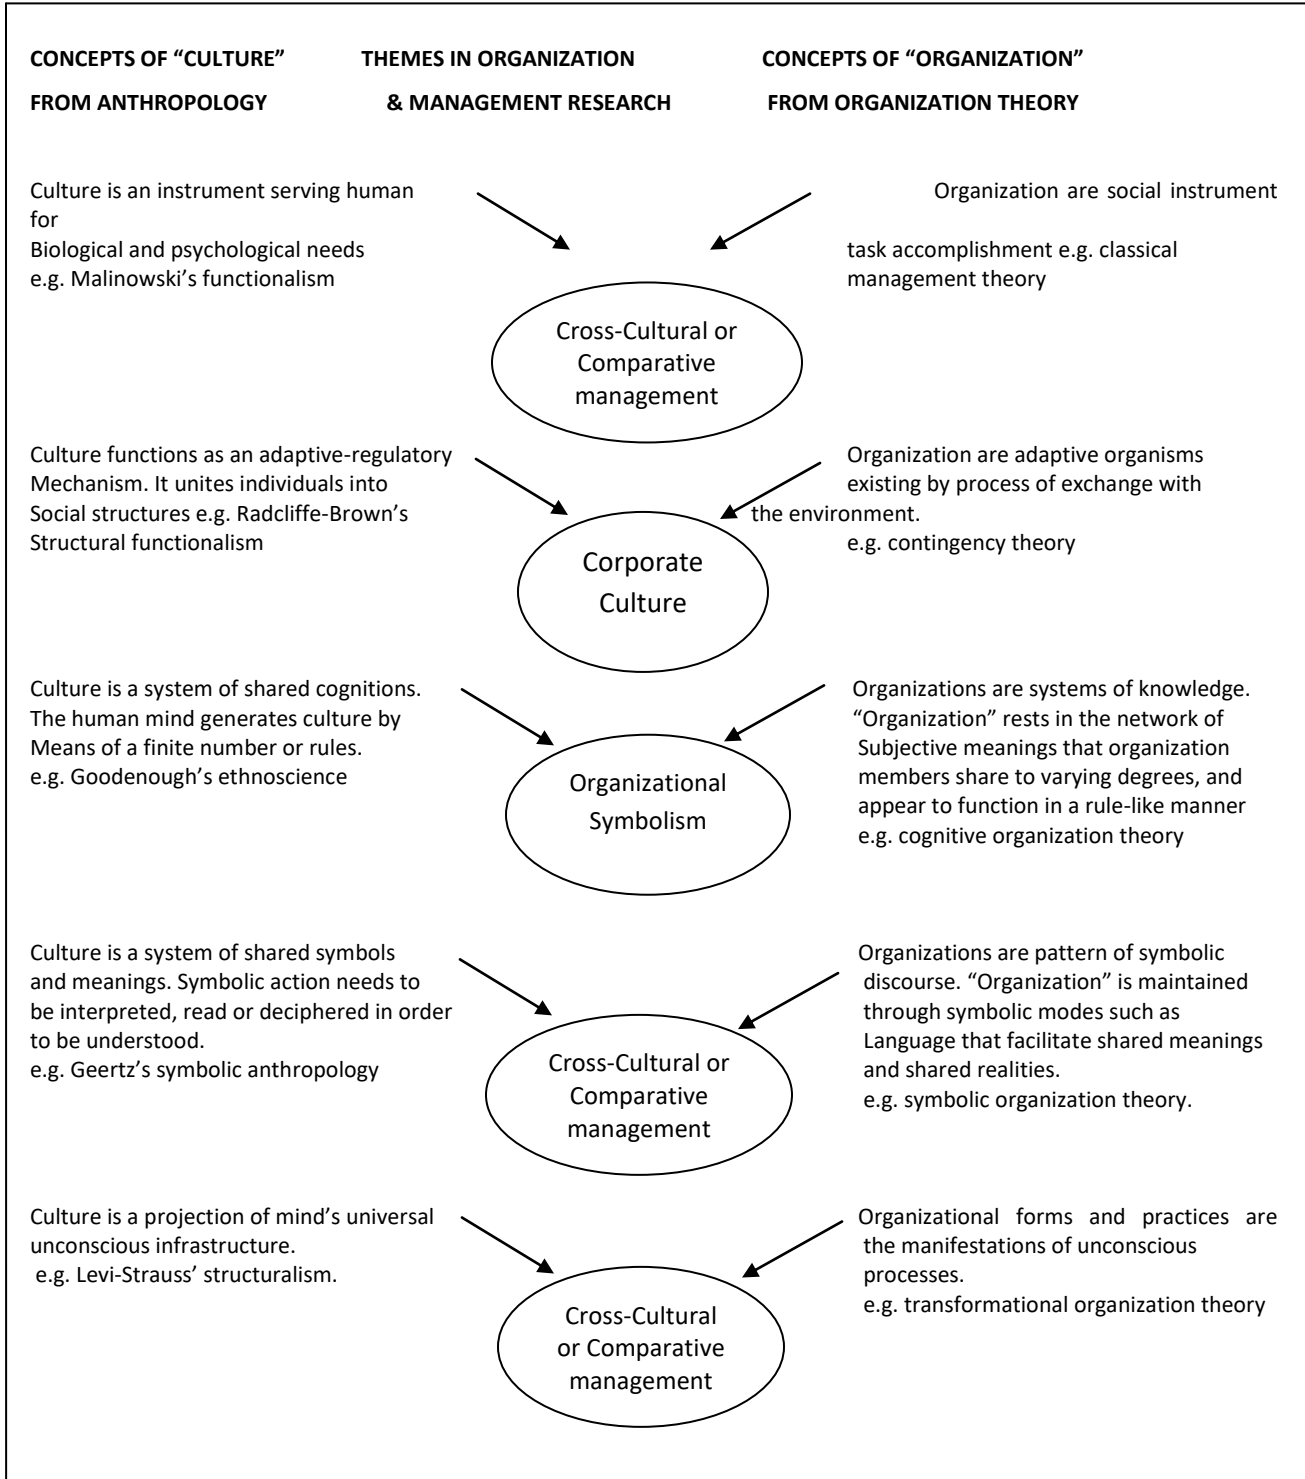 CONCEPTS OF “CULTURE” THEMES IN ORGANIZATION CONCEPTS OF “ORGANIZATION”
FROM ANTHROPOLOGY & MANAGEMENT RESEARCH FROM ORGANIZATION THEORY
Culture is an instrument serving human
for
Biological and psychological needs
e.g. Malinowski’s functionalism
Organization are social instrument
task accomplishment e.g. classical
management theory
Cross-Cultural or
Comparative
management
Culture functions as an adaptive-regulatory
Mechanism. It unites individuals into
Social structures e.g. Radcliffe-Brown’s
Structural functionalism
Organization are adaptive organisms
existing by process of exchange with
the environment.
e.g. contingency theory
Corporate
Culture
Culture is a system of shared cognitions.
The human mind generates culture by
Means of a finite number or rules.
e.g. Goodenough’s ethnoscience
Organizations are systems of knowledge.
“Organization” rests in the network of
Subjective meanings that organization
members share to varying degrees, and
appear to function in a rule-like manner
e.g. cognitive organization theory
Organizational
Symbolism
Culture is a system of shared symbols
and meanings. Symbolic action needs to
be interpreted, read or deciphered in order
to be understood.
e.g. Geertz’s symbolic anthropology
Organizations are pattern of symbolic
discourse. “Organization” is maintained
through symbolic modes such as
Language that facilitate shared meanings
and shared realities.
e.g. symbolic organization theory.
Cross-Cultural or
Comparative
management
Culture is a projection of mind’s universal
unconscious infrastructure.
e.g. Levi-Strauss’ structuralism.
Organizational forms and practices are
the manifestations of unconscious
processes.
e.g. transformational organization theory
Cross-Cultural
or Comparative
management